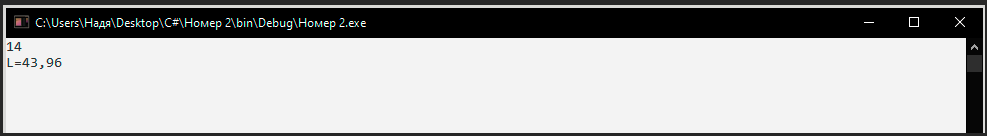 C:\Users\Надя\Desktop\C#\Номер 2\bin\Debug\Номер 2.exe
14
L=43,96